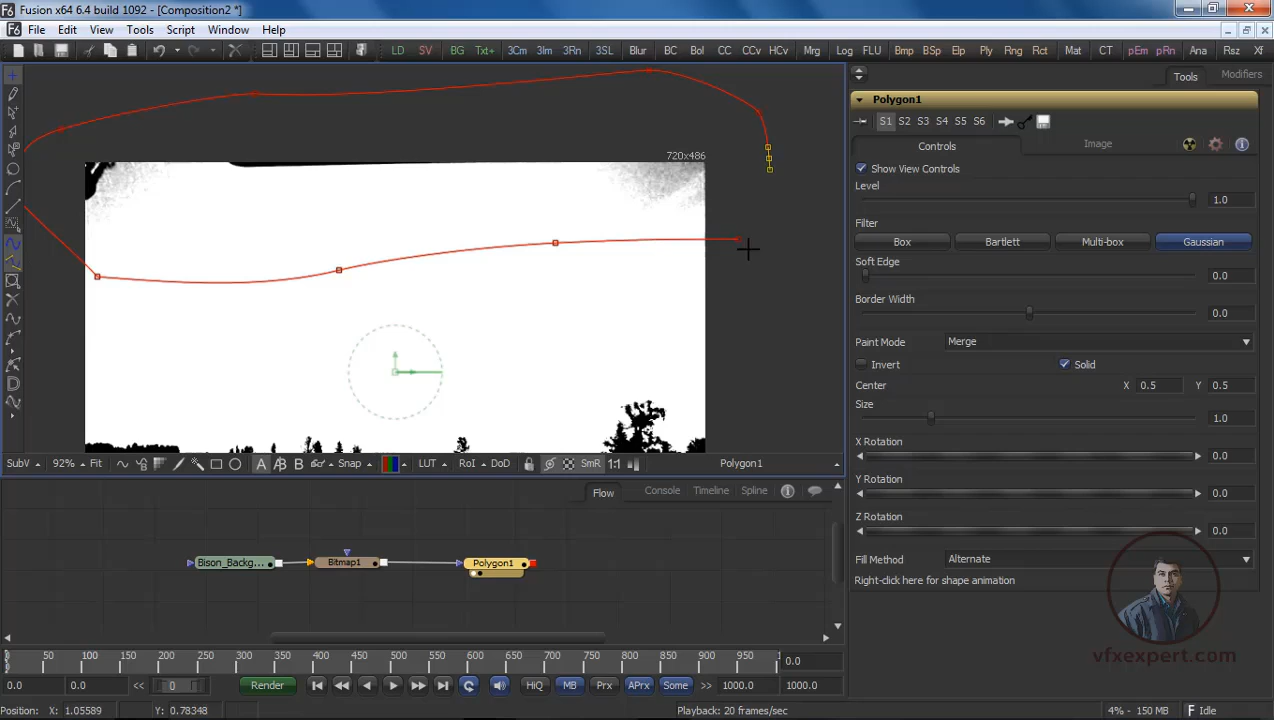 Fusion x64 6.4 build 1092 - [Composition2 *]
File Edit View Tools Script Window Help
LD SV BG Txt+ 3Cm 3Im 3Rn 3SL Blur BC Bol CC CCv HCv Mrg Log FLU Bmp BSp Elp Ply Rng Rct Mat CT pEm pRn Ana Rsz Xf
Tools Modifiers
Polygon1
S1 S2 S3 S4 S5 S6
Controls Image
720x486
Show View Controls
Level 1.0
Filter
Box Bartlett Multi-box Gaussian
Soft Edge 0.0
Border Width 0.0
Paint Mode Merge
Invert Solid
Center X 0.5 Y 0.5
Size 1.0
X Rotation 0.0
Y Rotation 0.0
Z Rotation 0.0
Fill Method Alternate
Right-click here for shape animation
SubV 92% Fit A B B Snap LUT RoI DoD SmR 1:1 Polygon1
Flow Console Timeline Spline
Bison_Backg... Bitmap1 Polygon1
0 50 100 150 200 250 300 350 400 450 500 550 600 650 700 750 800 850 900 950 1 0.0
0.0 0.0 << 0 Render HiQ MB Prx APrx Some >> 1000.0 1000.0
vfxexpert.com
Position: X: 1.05589 Y: 0.78348 Playback: 20 frames/sec 4% - 150 MB Idle